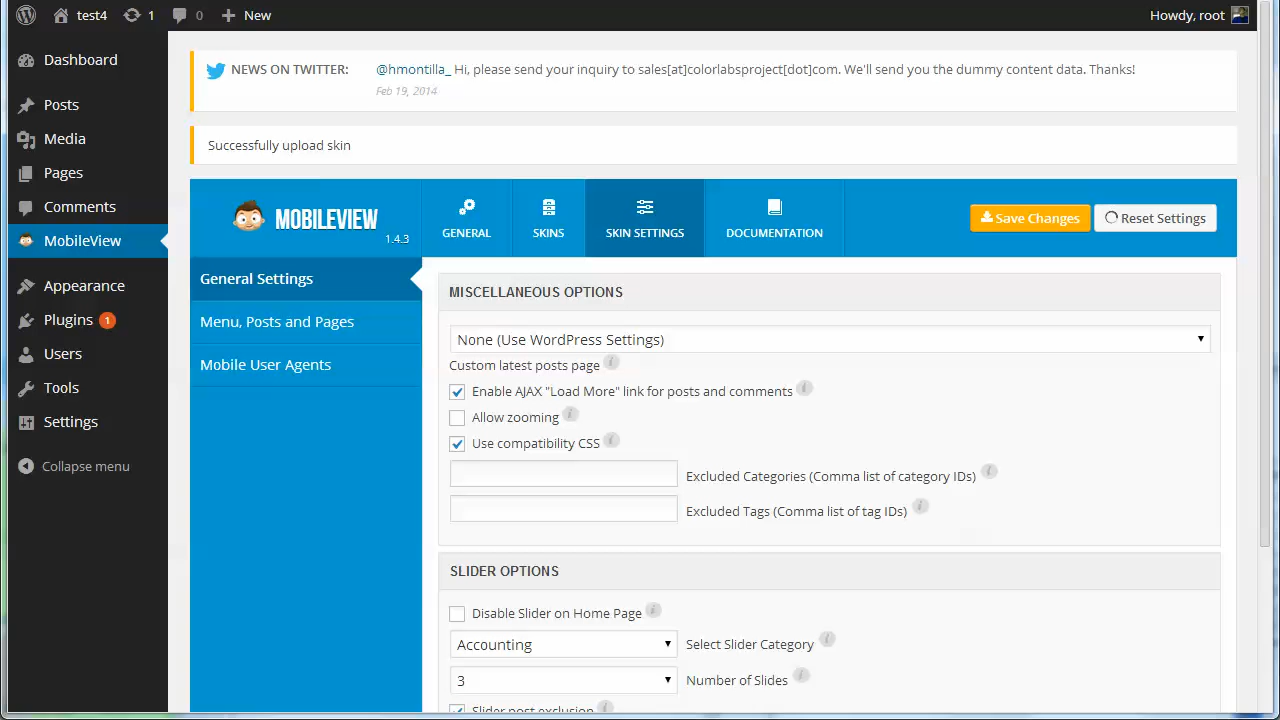 test4 1 0 New Howdy, root
Dashboard
Posts
Media
Pages
Comments
MobileView
Appearance
Plugins 1
Users
Tools
Settings
Collapse menu
NEWS ON TWITTER: @hmontilla_ Hi, please send your inquiry to sales[at]colorlabsproject[dot]com. We'll send you the dummy content data. Thanks!
Feb 19, 2014
Successfully upload skin
MOBILEVIEW 1.4.3
GENERAL
SKINS
SKIN SETTINGS
DOCUMENTATION
Save Changes
Reset Settings
General Settings
Menu, Posts and Pages
Mobile User Agents
MISCELLANEOUS OPTIONS
None (Use WordPress Settings)
Custom latest posts page
Enable AJAX "Load More" link for posts and comments
Allow zooming
Use compatibility CSS
Excluded Categories (Comma list of category IDs)
Excluded Tags (Comma list of tag IDs)
SLIDER OPTIONS
Disable Slider on Home Page
Accounting Select Slider Category
3 Number of Slides
Slider post exclusion